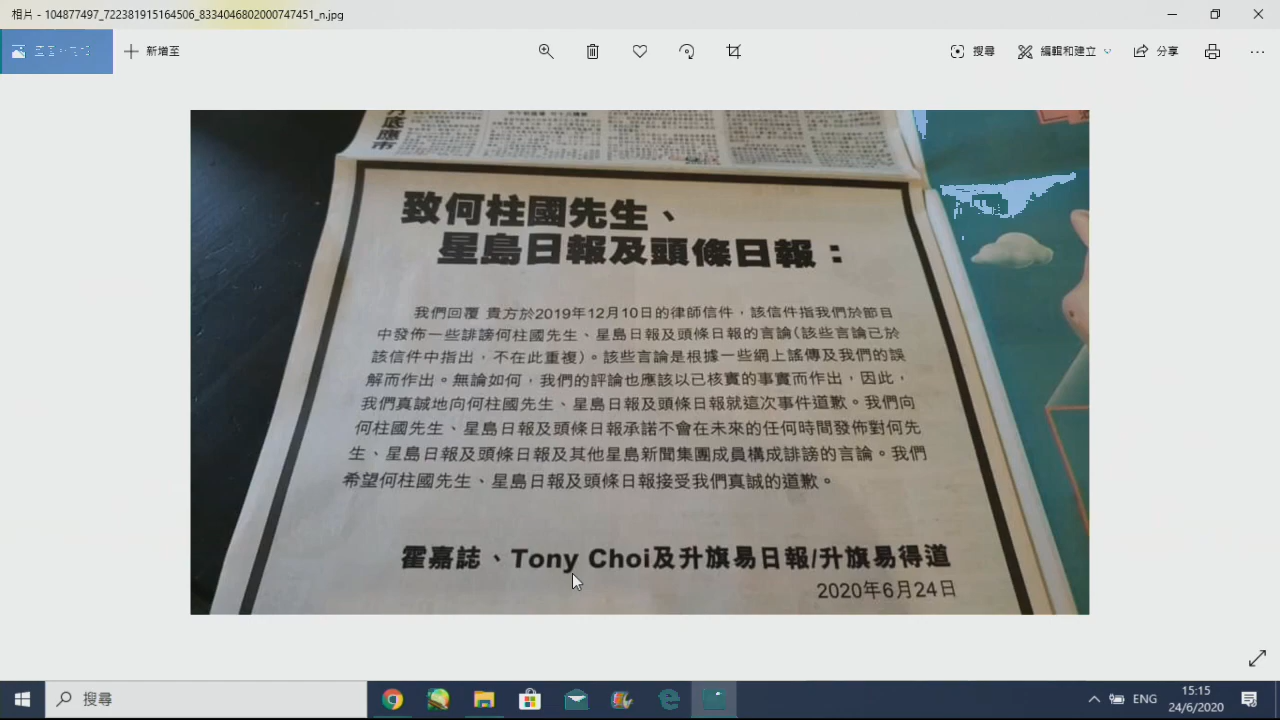 相片 - 104877497_722381915164506_8334046802000747451_n.jpg
新增至
搜尋
編輯和建立
分享
致何柱國先生、
星島日報及頭條日報：
我們回覆 貴方於2019年12月10日的律師信件，該信件指我們於節目
中發佈一些誹謗何柱國先生、星島日報及頭條日報的言論(該些言論已於
該信件中指出，不在此重複)。該些言論是根據一些網上謠傳及我們的誤
解而作出。無論如何，我們的評論也應該以已核實的事實而作出，因此，
我們真誠地向何柱國先生、星島日報及頭條日報就這次事件道歉。我們向
何柱國先生、星島日報及頭條日報承諾不會在未來的任何時間發佈對何先
生、星島日報及頭條日報及其他星島新聞集團成員構成誹謗的言論。我們
希望何柱國先生、星島日報及頭條日報接受我們真誠的道歉。
霍嘉誌、Tony Choi及升旗易日報/升旗易得道
2020年6月24日
搜尋
ENG
15:15
24/6/2020